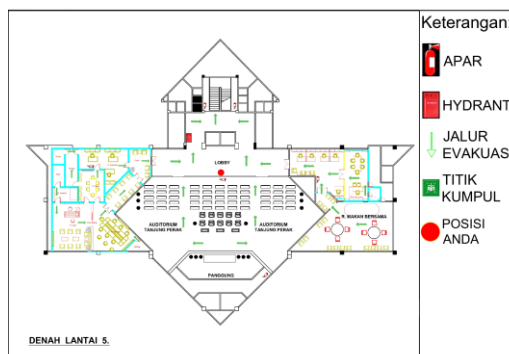 Keterangan:
APAR
HYDRANT
JALUR
EVAKUAS
TITIK
KUMPUL
POSISI
ANDA
LOBBY
AUDITORIUM
TANJUNG PERAK
AUDITORIUM
TANJUNG PERAK
R. MAKAN BERSAMA
PANGGUNG
DENAH LANTAI 5.